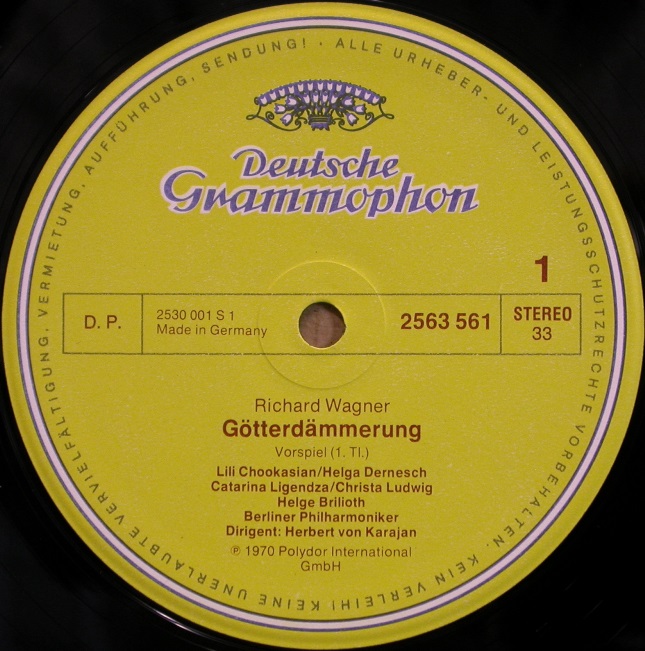 ALLE URHEBER- UND LEISTUNGSSCHUTZRECHTE VORBEHALTEN. KEIN VERLEIH! KEINE UNERLAUBTE VERVIELFÄLTIGUNG, VERMIETUNG, AUFFÜHRUNG, SENDUNG! ·
Deutsche
Grammophon
1
D. P.
2530 001 S 1
Made in Germany
2563 561
STEREO
33
Richard Wagner
Götterdämmerung
Vorspiel (1. Tl.)
Lili Chookasian/Helga Dernesch
Catarina Ligendza/Christa Ludwig
Helge Brilioth
Berliner Philharmoniker
Dirigent: Herbert von Karajan
℗ 1970 Polydor International
GmbH